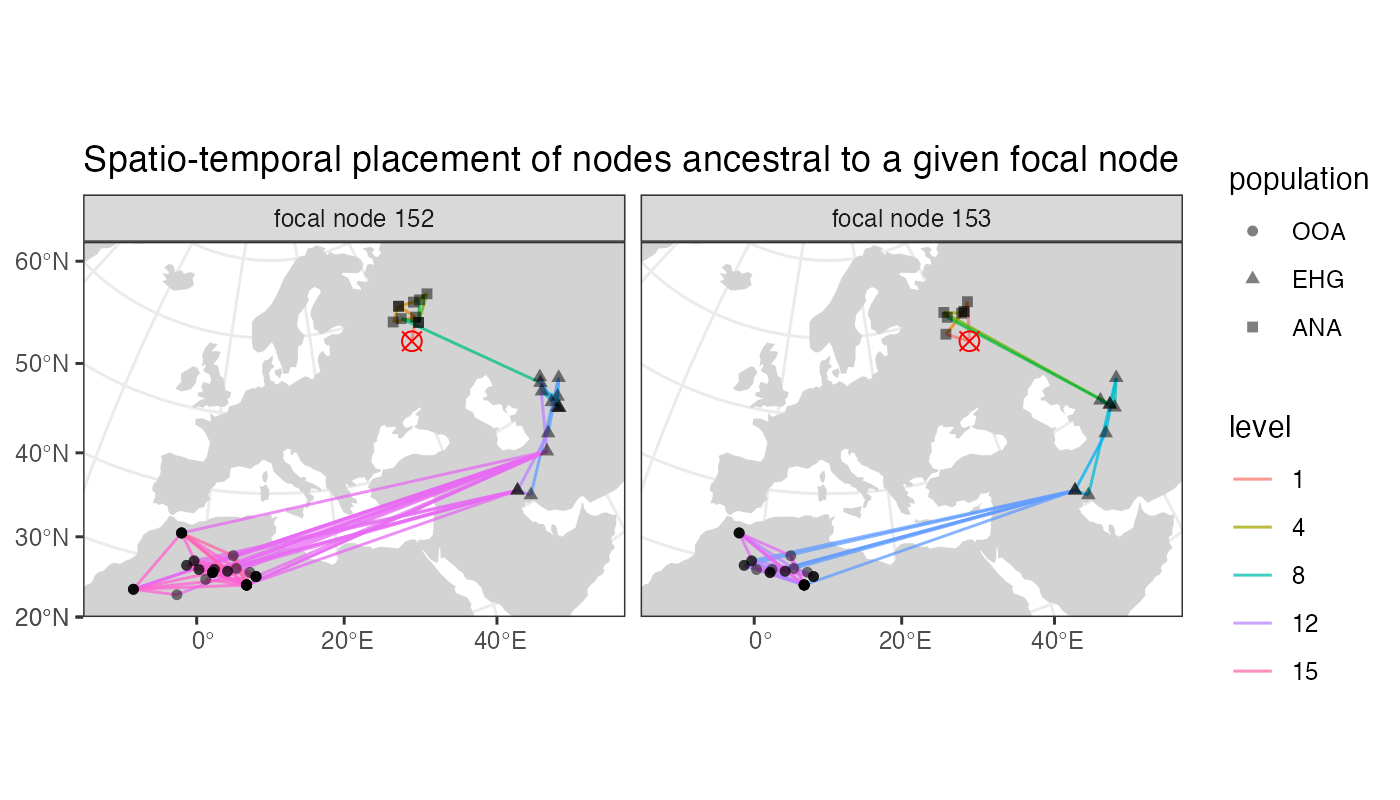 Spatio-temporal placement of nodes ancestral to a given focal node
focal node 152
focal node 153
60°N
50°N
40°N
30°N
20°N
0°
20°E
40°E
0°
20°E
40°E
population
OOA
EHG
ANA
level
1
4
8
12
15